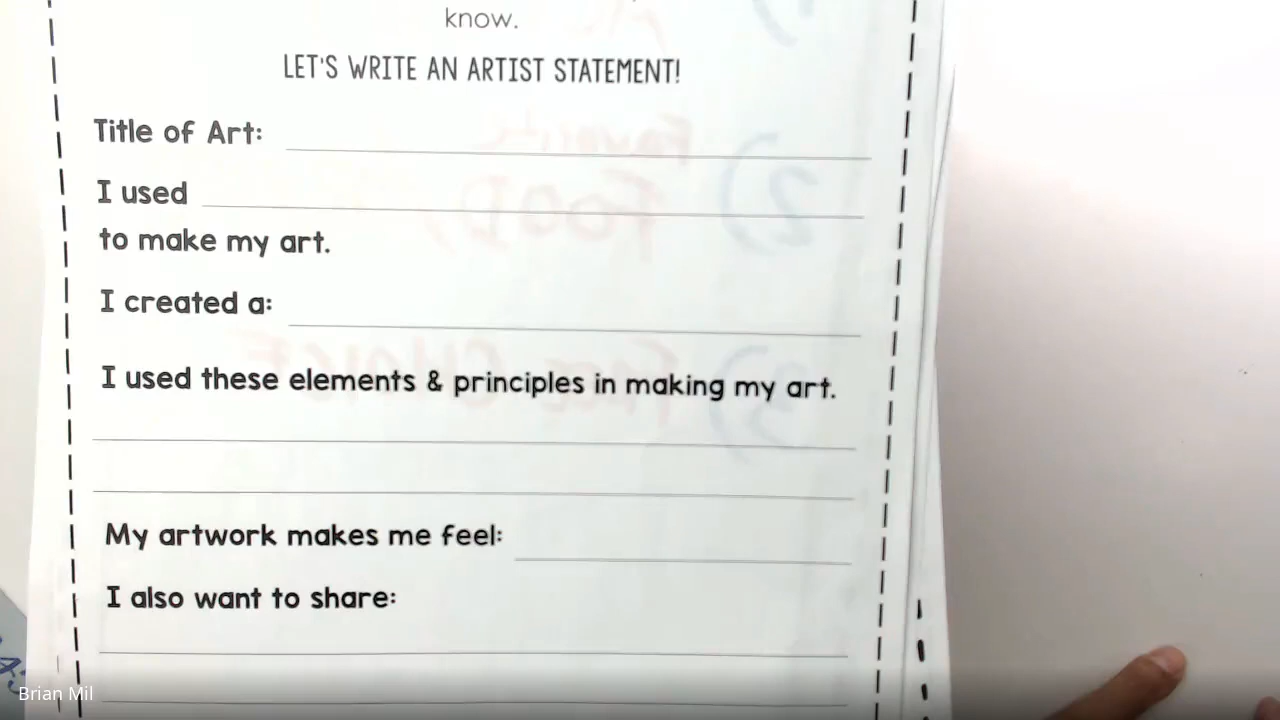 know.
LET'S WRITE AN ARTIST STATEMENT!
Title of Art:
I used
to make my art.
I created a:
I used these elements & principles in making my art.
My artwork makes me feel:
I also want to share:
Brian Mil